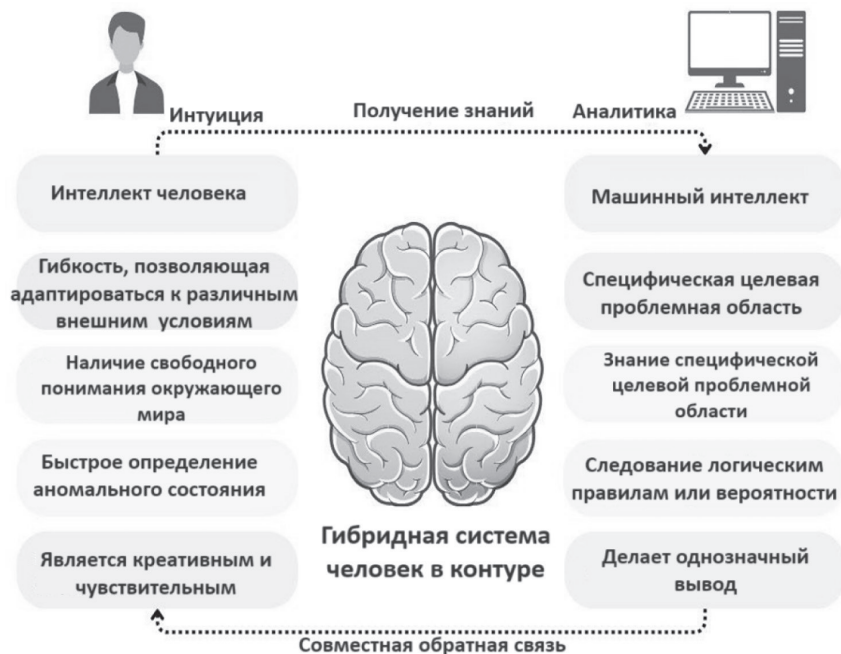 Интуиция
Получение знаний
Аналитика
Интеллект человека
Гибкость, позволяющая
адаптироваться к различным
внешним условиям
Наличие свободного
понимания окружающего
мира
Быстрое определение
аномального состояния
Является креативным и
чувствительным
Гибридная система
человек в контуре
Машинный интеллект
Специфическая целевая
проблемная область
Знание специфической
целевой проблемной
области
Следование логическим
правилам или вероятности
Делает однозначный
вывод
Совместная обратная связь